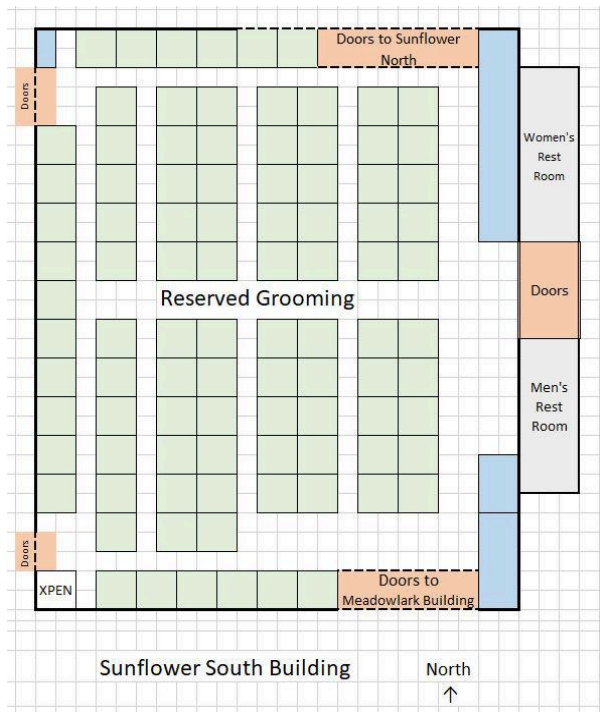 Doors to Sunflower
North
Doors
Women's
Rest
Room
Doors
Reserved Grooming
Men's
Rest
Room
Doors
XPEN
Doors to
Meadowlark Building
Sunflower South Building
North
↑